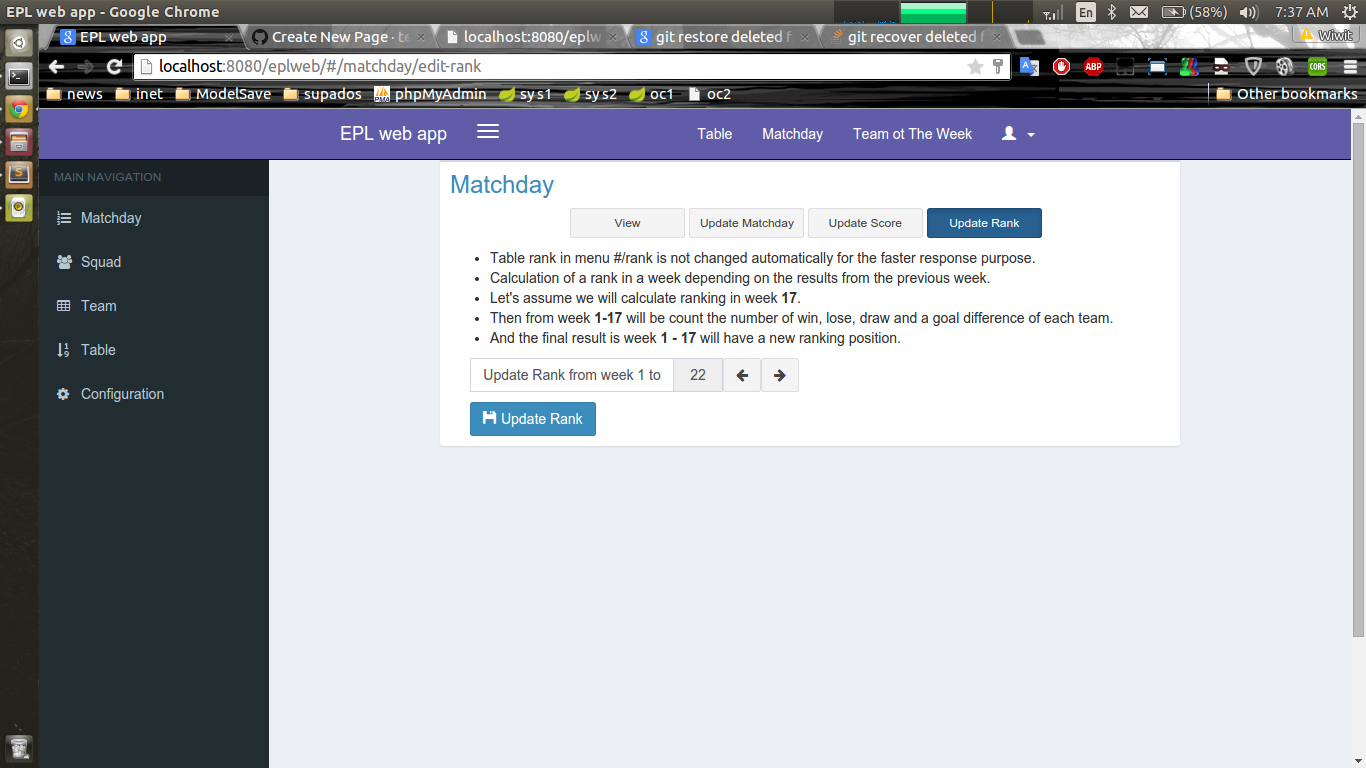 EPL web app - Google Chrome
En
(58%)
7:37 AM
EPL web app
Create New Page · te
localhost:8080/eplw
git restore deleted f
git recover deleted f
Wiwit
localhost:8080/eplweb/#/matchday/edit-rank
ABP
CORS
news
inet
ModelSave
supados
phpMyAdmin
sys1
sys2
oc1
oc2
Other bookmarks
EPL web app
Table
Matchday
Team ot The Week
MAIN NAVIGATION
Matchday
Squad
Team
Table
Configuration
Matchday
View
Update Matchday
Update Score
Update Rank
Table rank in menu #/rank is not changed automatically for the faster response purpose.
Calculation of a rank in a week depending on the results from the previous week.
Let's assume we will calculate ranking in week 17.
Then from week 1-17 will be count the number of win, lose, draw and a goal difference of each team.
And the final result is week 1 - 17 will have a new ranking position.
Update Rank from week 1 to
22
Update Rank